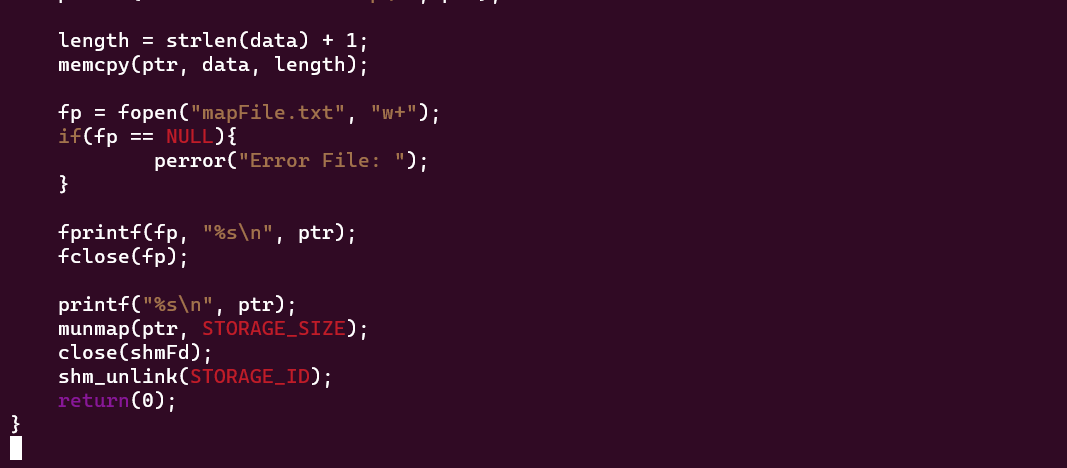 length = strlen(data) + 1;
    memcpy(ptr, data, length);

    fp = fopen("mapFile.txt", "w+");
    if(fp == NULL){
            perror("Error File: ");
    }

    fprintf(fp, "%s\n", ptr);
    fclose(fp);

    printf("%s\n", ptr);
    munmap(ptr, STORAGE_SIZE);
    close(shmFd);
    shm_unlink(STORAGE_ID);
    return(0);
}